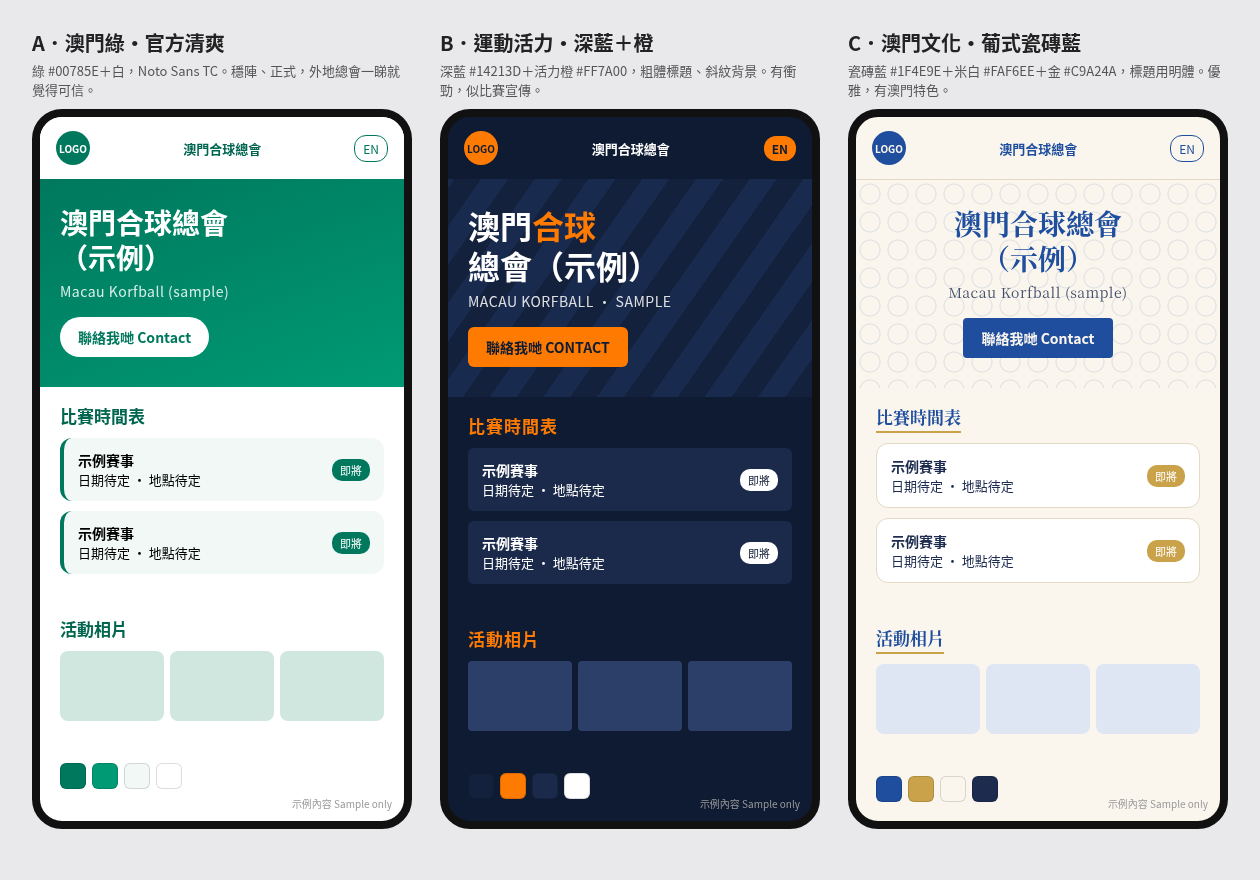 A · 澳門綠・官方清爽
綠 #00785E＋白，Noto Sans TC。穩陣、正式，外地總會一睇就
覺得可信。
LOGO
澳門合球總會
EN
澳門合球總會
（示例）
Macau Korfball (sample)
聯絡我哋 Contact
比賽時間表
示例賽事
日期待定 · 地點待定
即將
示例賽事
日期待定 · 地點待定
即將
活動相片
示例內容 Sample only
B · 運動活力・深藍＋橙
深藍 #14213D＋活力橙 #FF7A00，粗體標題、斜紋背景。有衝
勁，似比賽宣傳。
LOGO
澳門合球總會
EN
澳門合球
總會（示例）
MACAU KORFBALL · SAMPLE
聯絡我哋 CONTACT
比賽時間表
示例賽事
日期待定 · 地點待定
即將
示例賽事
日期待定 · 地點待定
即將
活動相片
示例內容 Sample only
C · 澳門文化・葡式瓷磚藍
瓷磚藍 #1F4E9E＋米白 #FAF6EE＋金 #C9A24A，標題用明體。優
雅，有澳門特色。
LOGO
澳門合球總會
EN
澳門合球總會
（示例）
Macau Korfball (sample)
聯絡我哋 Contact
比賽時間表
示例賽事
日期待定 · 地點待定
即將
示例賽事
日期待定 · 地點待定
即將
活動相片
示例內容 Sample only